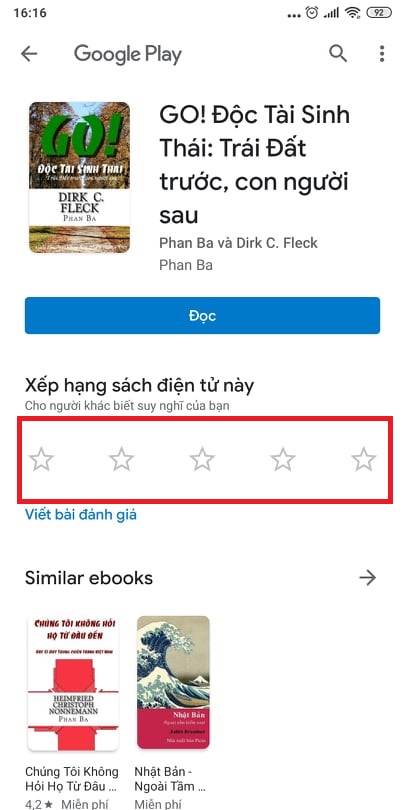 16:16
92
Google Play
GO! Độc Tài Sinh
Thái: Trái Đất
trước, con người
sau
Phan Ba và Dirk C. Fleck
Phan Ba
GO!
ĐỘC TÀI SINH THÁI
DIRK C.
FLECK
PHAN BA
Đọc
Xếp hạng sách điện tử này
Cho người khác biết suy nghĩ của bạn
Viết bài đánh giá
Similar ebooks
CHÚNG TÔI KHÔNG HỎI
HỌ TỪ ĐÂU ĐẾN
HEIMFRIED
CHRISTOPH
NONNEMANN
PHAN BA
Nhật Bản
Chúng Tôi Không
Hỏi Họ Từ Đâu ...
4,2 ★ Miễn phí
Nhật Bản -
Ngoài Tầm ...
Miễn phí